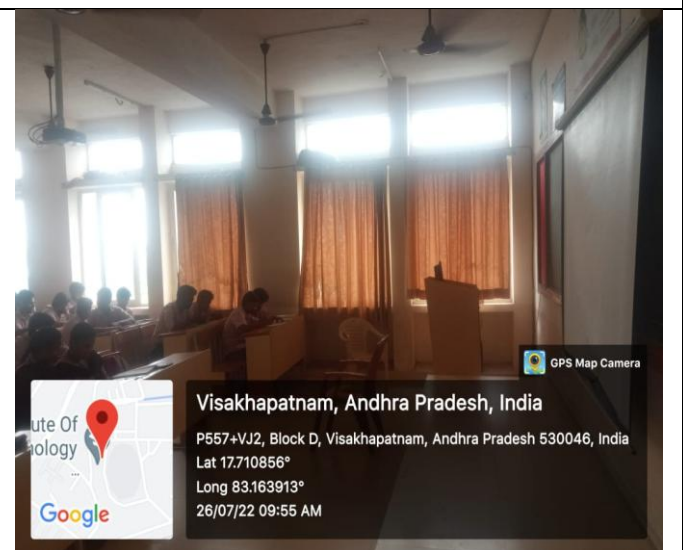 GPS Map Camera
Visakhapatnam, Andhra Pradesh, India
P557+VJ2, Block D, Visakhapatnam, Andhra Pradesh 530046, India
Lat 17.710856°
Long 83.163913°
26/07/22 09:55 AM
ute Of
ology
Google